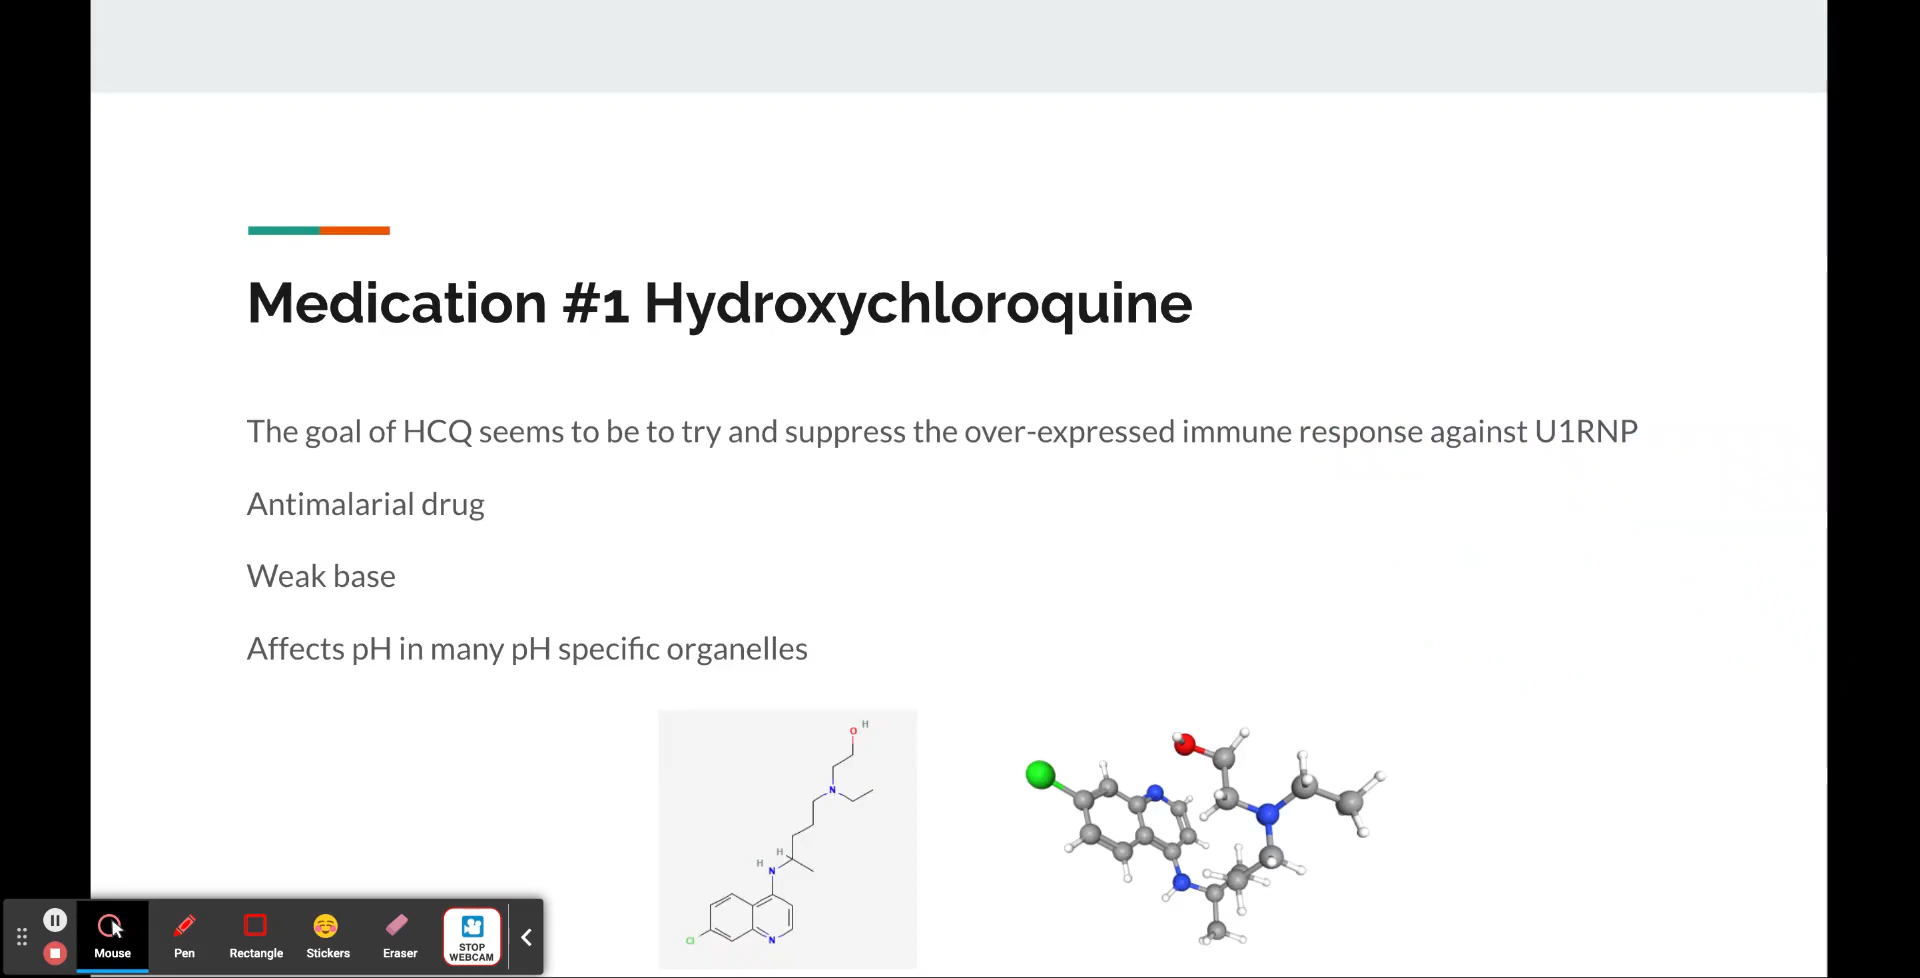 Medication #1 Hydroxychloroquine
The goal of HCQ seems to be to try and suppress the over-expressed immune response against U1RNP
Antimalarial drug
Weak base
Affects pH in many pH specific organelles
H
O
N
H
H
N
Cl
N
Mouse
Pen
Rectangle
Stickers
Eraser
STOP
WEBCAM